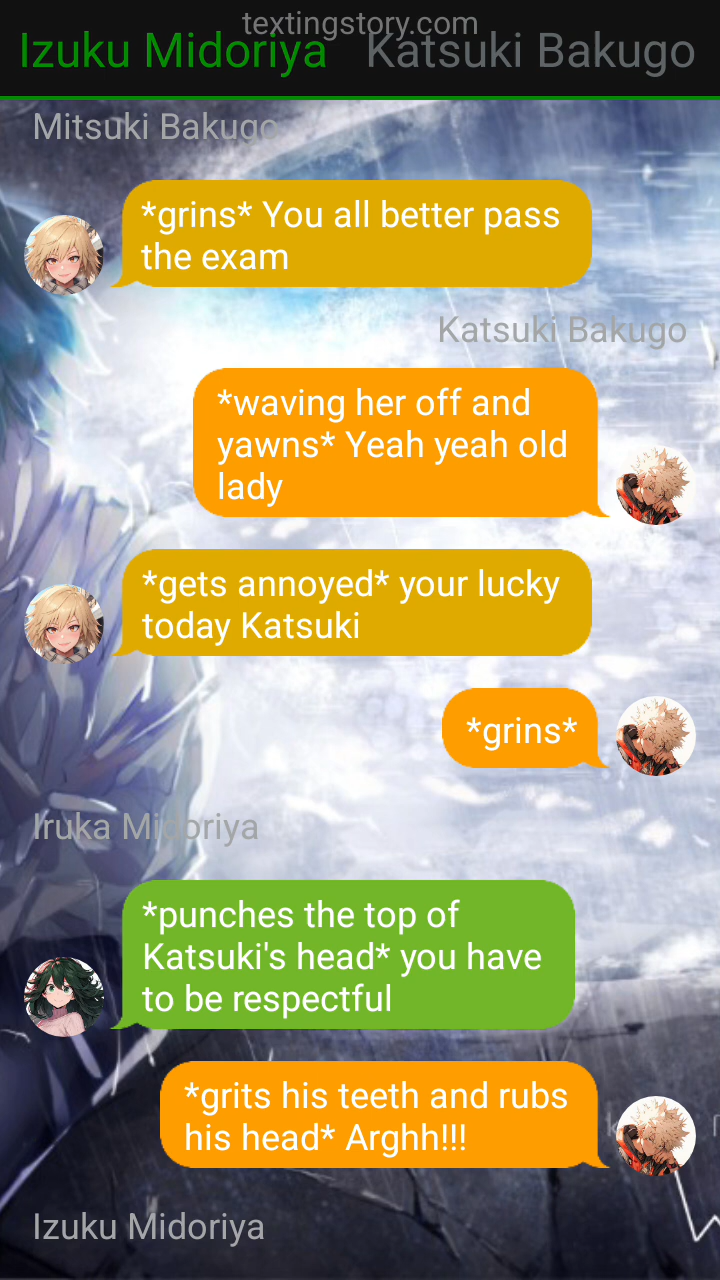 textingstory.com
Izuku Midoriya Katsuki Bakugo
Mitsuki Bakugo
*grins* You all better pass
the exam
Katsuki Bakugo
*waving her off and
yawns* Yeah yeah old
lady
*gets annoyed* your lucky
today Katsuki
*grins*
Iruka Midoriya
*punches the top of
Katsuki's head* you have
to be respectful
*grits his teeth and rubs
his head* Arghh!!!
Izuku Midoriya